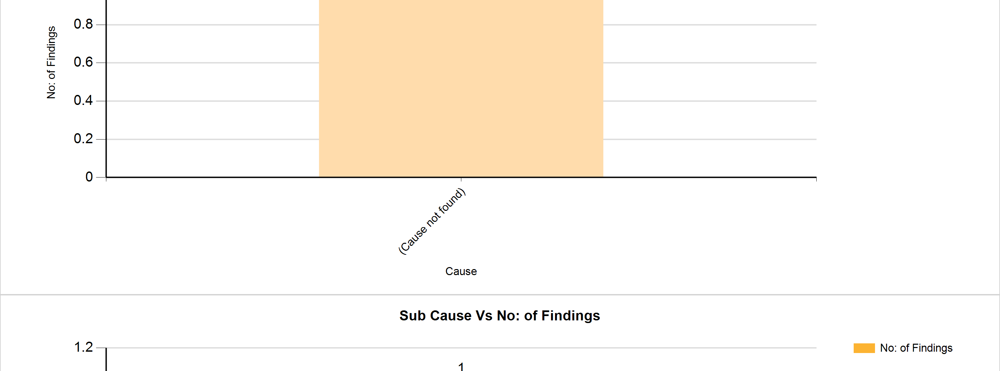 No: of Findings
0.8
0.6
0.4
0.2
0
(Cause not found)
Cause
Sub Cause Vs No: of Findings
1.2
No: of Findings
1